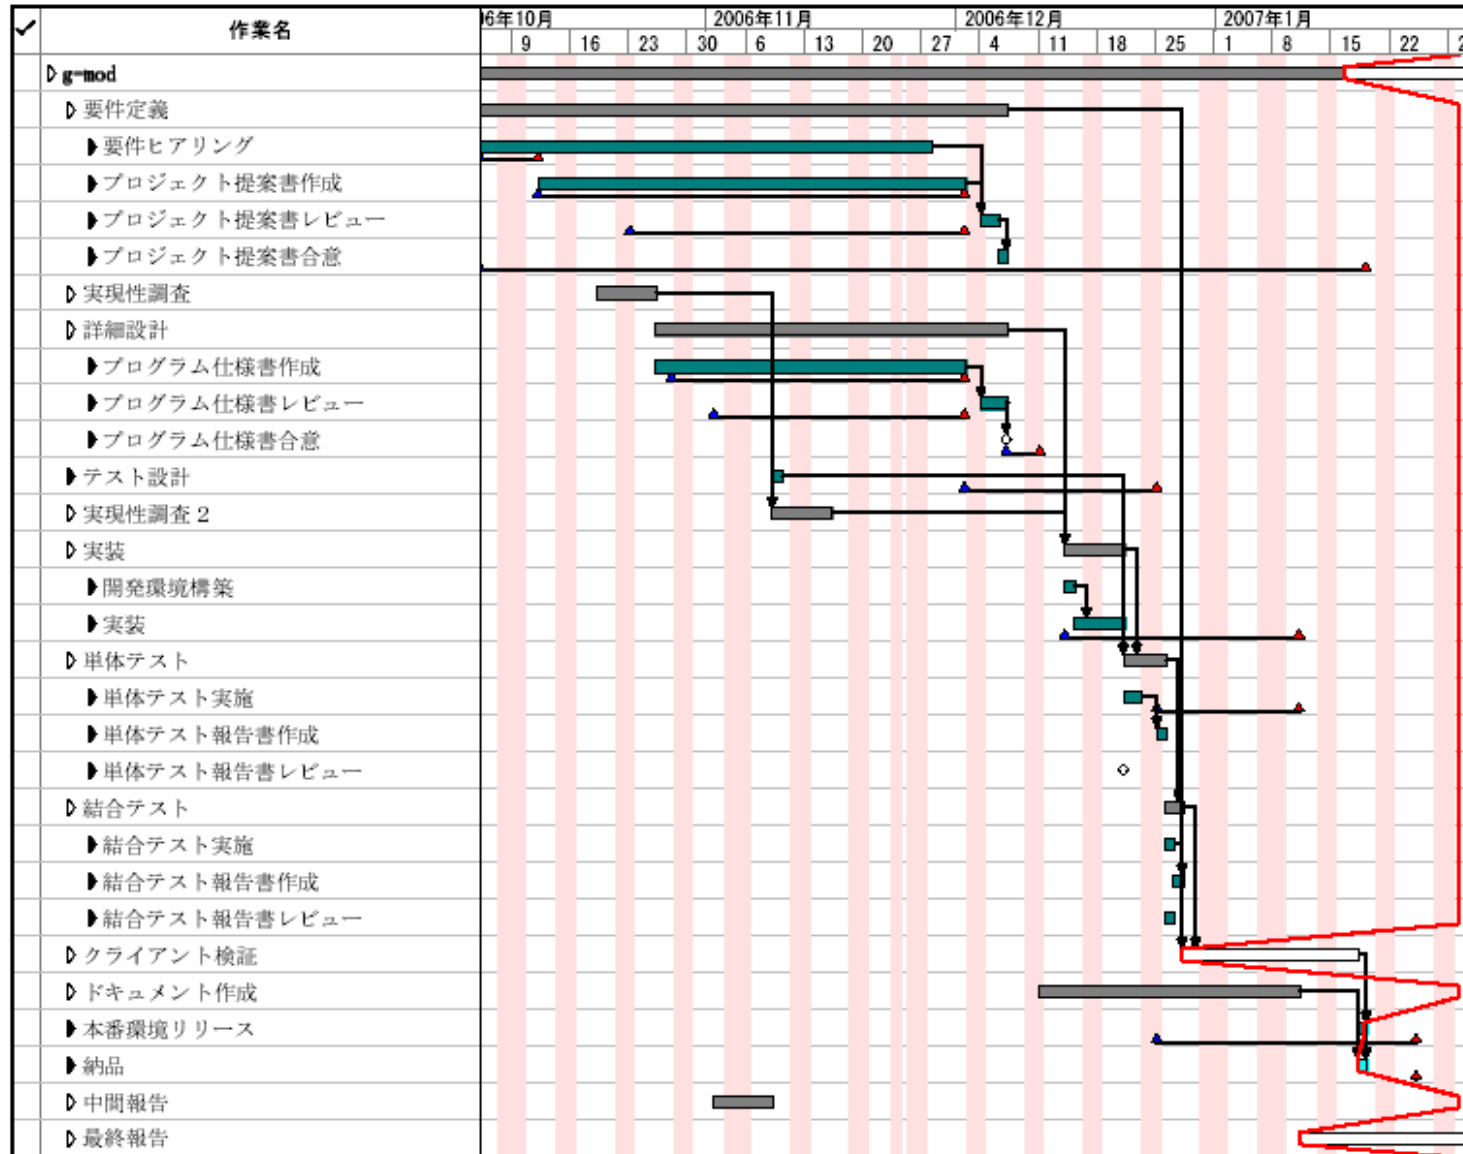 作業名
6年10月 2006年11月 2006年12月 2007年1月
9 16 23 30 6 13 20 27 4 11 18 25 1 8 15 22 2
g-mod
要件定義
要件ヒアリング
プロジェクト提案書作成
プロジェクト提案書レビュー
プロジェクト提案書合意
実現性調査
詳細設計
プログラム仕様書作成
プログラム仕様書レビュー
プログラム仕様書合意
テスト設計
実現性調査2
実装
開発環境構築
実装
単体テスト
単体テスト実施
単体テスト報告書作成
単体テスト報告書レビュー
結合テスト
結合テスト実施
結合テスト報告書作成
結合テスト報告書レビュー
クライアント検証
ドキュメント作成
本番環境リリース
納品
中間報告
最終報告